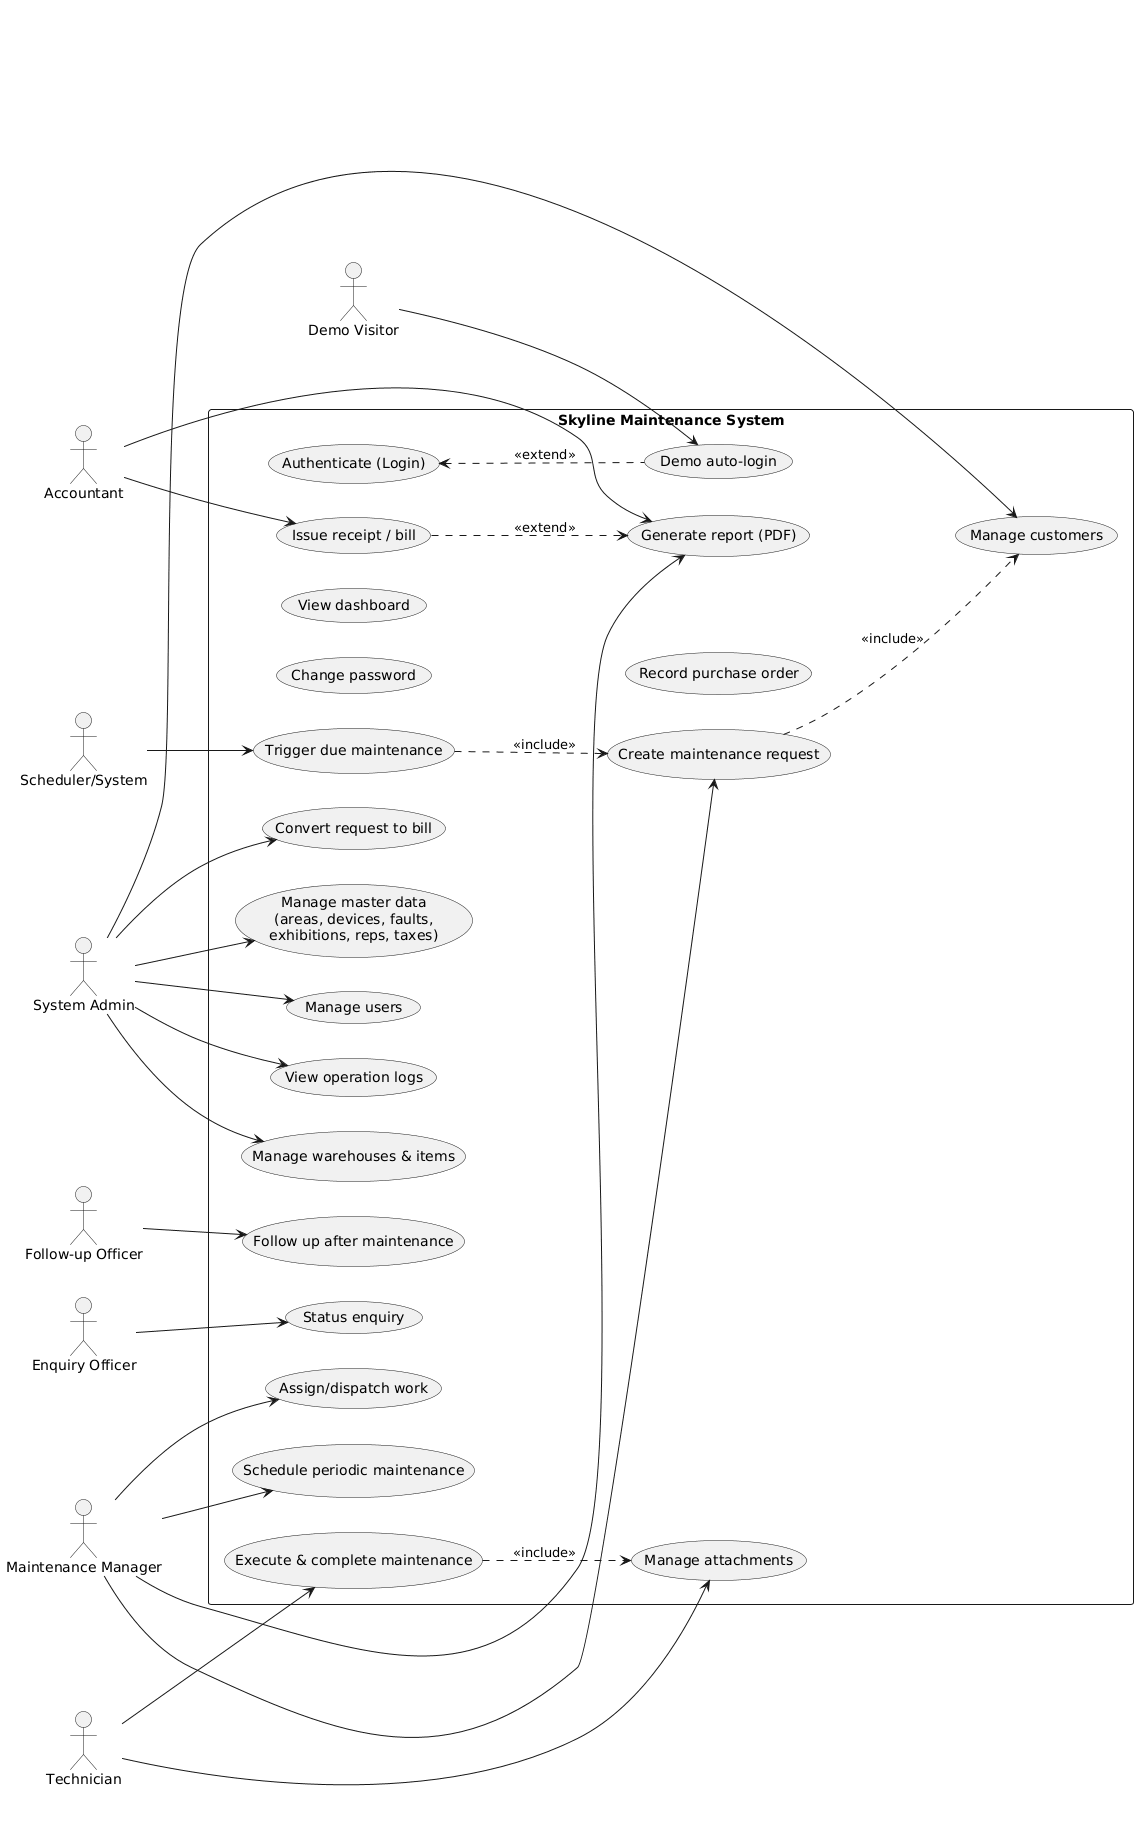 Demo Visitor
Skyline Maintenance System
Accountant
Authenticate (Login)
«extend»
Demo auto-login
Issue receipt / bill
«extend»
Generate report (PDF)
Manage customers
View dashboard
«include»
Change password
Record purchase order
Scheduler/System
Trigger due maintenance
«include»
Create maintenance request
Convert request to bill
Manage master data
(areas, devices, faults,
exhibitions, reps, taxes)
System Admin
Manage users
View operation logs
Manage warehouses & items
Follow-up Officer
Follow up after maintenance
Enquiry Officer
Status enquiry
Assign/dispatch work
Schedule periodic maintenance
Maintenance Manager
Execute & complete maintenance
«include»
Manage attachments
Technician